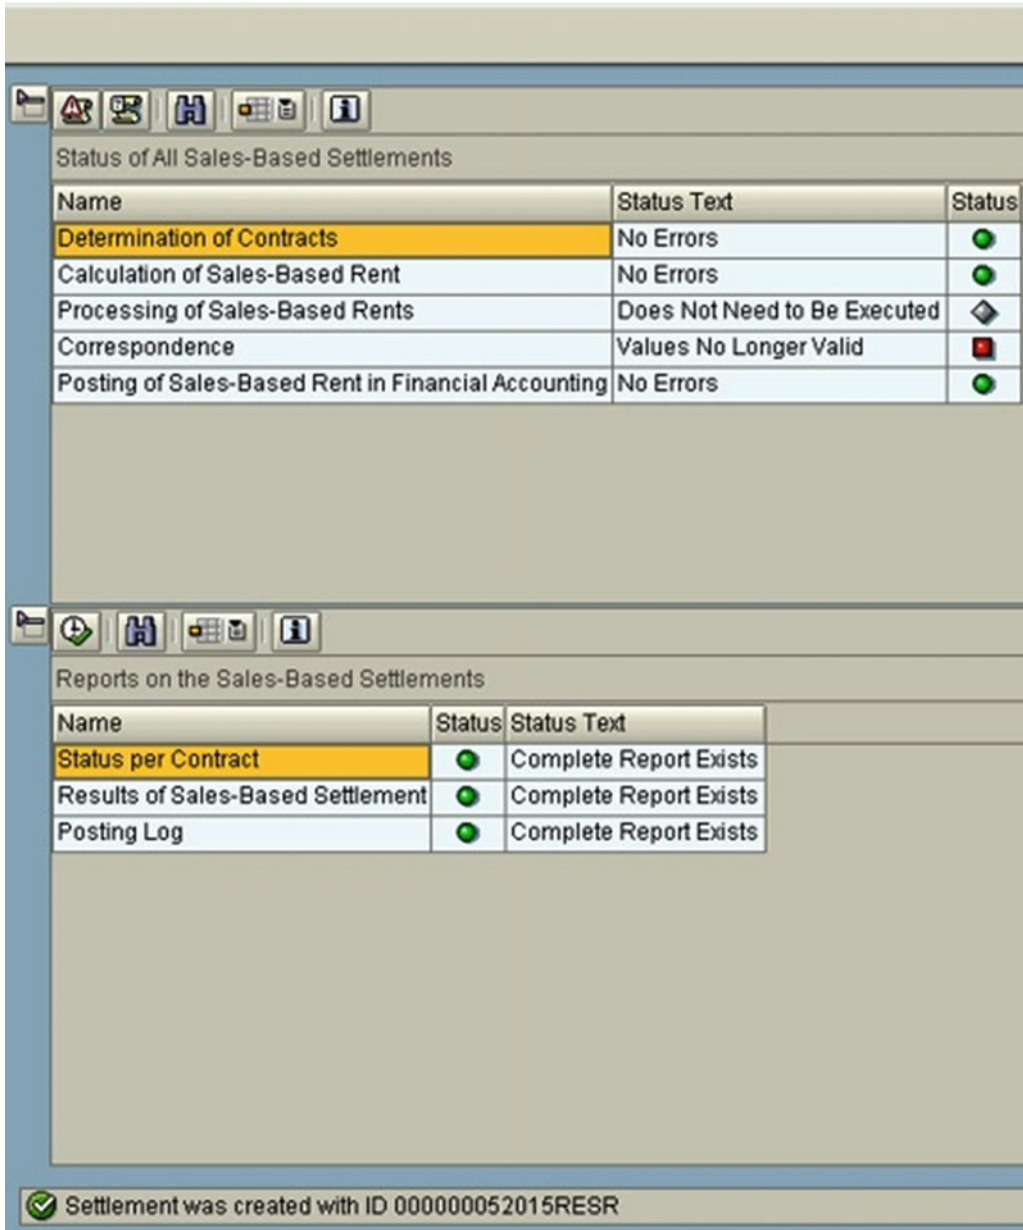 Status of All Sales-Based Settlements
Name Status Text Status
Determination of Contracts No Errors
Calculation of Sales-Based Rent No Errors
Processing of Sales-Based Rents Does Not Need to Be Executed
Correspondence Values No Longer Valid
Posting of Sales-Based Rent in Financial Accounting No Errors
Reports on the Sales-Based Settlements
Name Status Status Text
Status per Contract Complete Report Exists
Results of Sales-Based Settlement Complete Report Exists
Posting Log Complete Report Exists
Settlement was created with ID 000000052015RESR